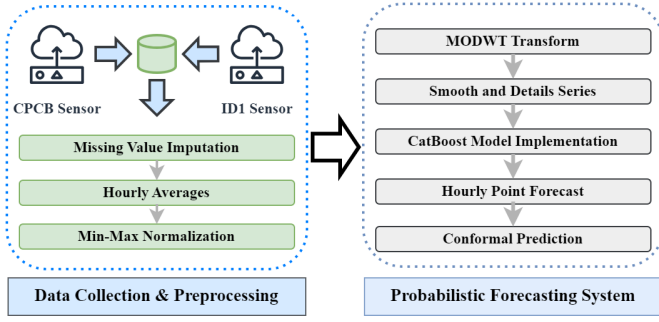 CPCB Sensor
ID1 Sensor
Missing Value Imputation
Hourly Averages
Min-Max Normalization
Data Collection & Preprocessing
MODWT Transform
Smooth and Details Series
CatBoost Model Implementation
Hourly Point Forecast
Conformal Prediction
Probabilistic Forecasting System